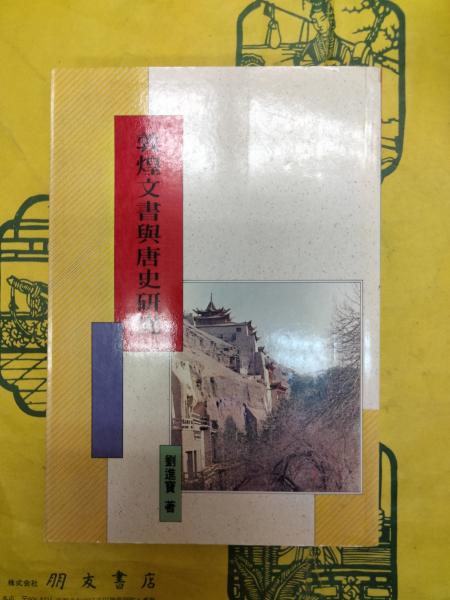 敦煌文書與唐史研究
劉進寶 著
株式会社 朋友書店